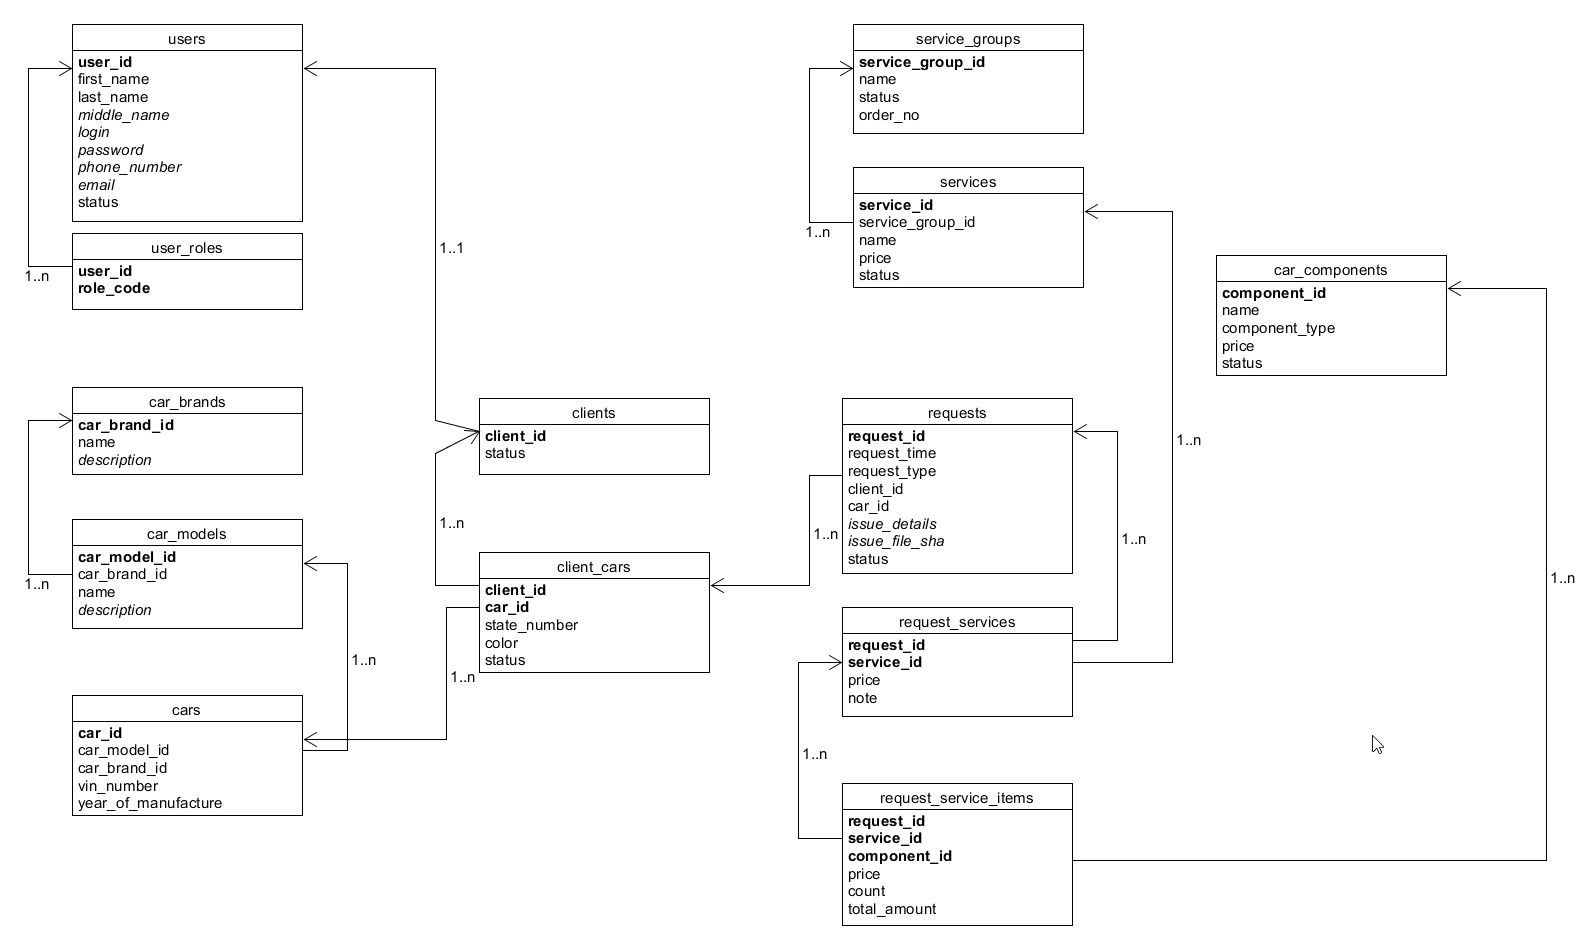 users
user_id
first_name
last_name
middle_name
login
password
phone_number
email
status
user_roles
user_id
role_code
1..n
1..1
service_groups
service_group_id
name
status
order_no
services
service_id
service_group_id
name
price
status
1..n
car_components
component_id
name
component_type
price
status
car_brands
car_brand_id
name
description
car_models
car_model_id
car_brand_id
name
description
1..n
1..n
cars
car_id
car_model_id
car_brand_id
vin_number
year_of_manufacture
clients
client_id
status
1..n
client_cars
client_id
car_id
state_number
color
status
1..n
requests
request_id
request_time
request_type
client_id
car_id
issue_details
issue_file_sha
status
1..n
1..n
1..n
1..n
request_services
request_id
service_id
price
note
1..n
request_service_items
request_id
service_id
component_id
price
count
total_amount